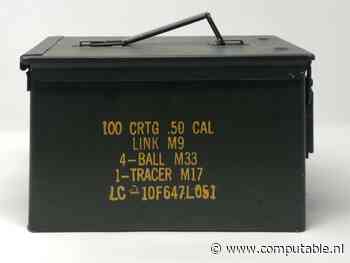 100 CRTG .50 CAL
LINK M9
4-BALL M33
1-TRACER M17
LC-10F647L051
© www.computable.nl